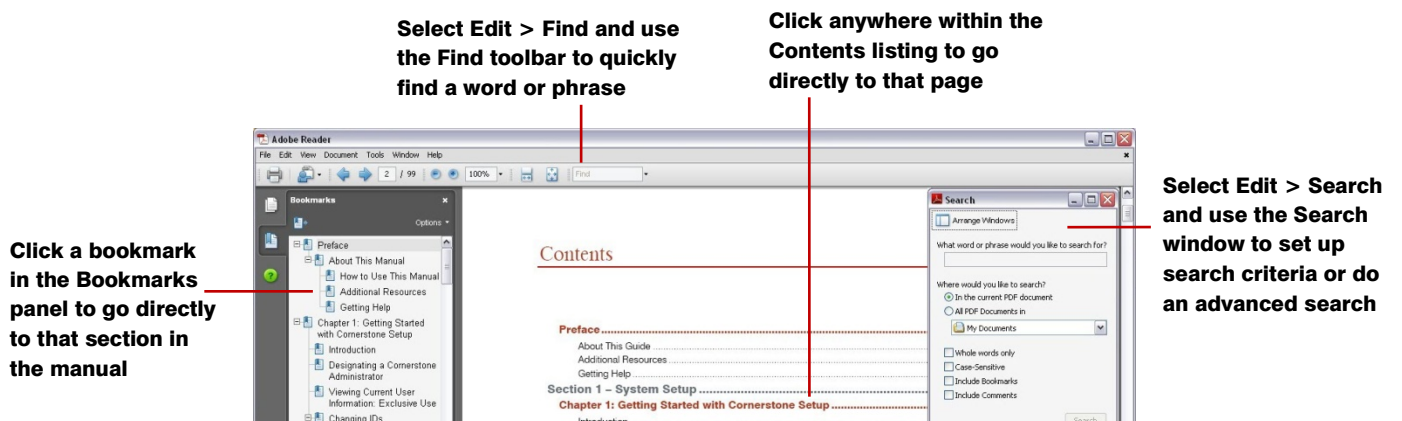 Select Edit > Find and use
the Find toolbar to quickly
find a word or phrase
Click anywhere within the
Contents listing to go
directly to that page
Click a bookmark
in the Bookmarks
panel to go directly
to that section in
the manual
Select Edit > Search
and use the Search
window to set up
search criteria or do
an advanced search
Adobe Reader
File Edit View Document Tools Window Help
2 / 99 100% Find
Bookmarks
Options
Preface
About This Manual
How to Use This Manual
Additional Resources
Getting Help
Chapter 1: Getting Started
with Cornerstone Setup
Introduction
Designating a Cornerstone
Administrator
Viewing Current User
Information: Exclusive Use
Changing IDs
Contents
Preface
About This Guide
Additional Resources
Getting Help
Section 1 – System Setup
Chapter 1: Getting Started with Cornerstone Setup
Introduction
Search
Arrange Windows
What word or phrase would you like to search for?
Where would you like to search?
In the current PDF document
All PDF Documents in
My Documents
Whole words only
Case-Sensitive
Include Bookmarks
Include Comments
Search